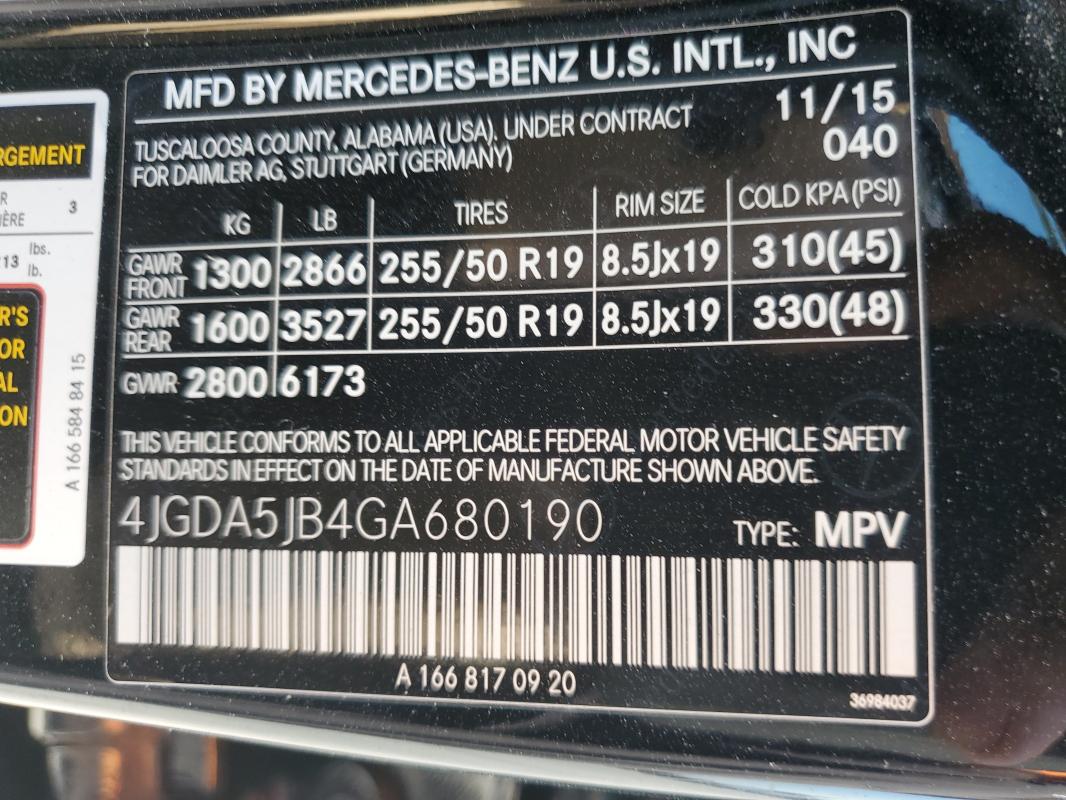 MFD BY MERCEDES-BENZ U.S. INTL., INC
TUSCALOOSA COUNTY, ALABAMA (USA). UNDER CONTRACT
FOR DAIMLER AG, STUTTGART (GERMANY)
11/15
040
KG LB TIRES RIM SIZE COLD KPA (PSI)
GAWR FRONT 1300 2866 255/50 R19 8.5Jx19 310(45)
GAWR REAR 1600 3527 255/50 R19 8.5Jx19 330(48)
GVWR 2800 6173
THIS VEHICLE CONFORMS TO ALL APPLICABLE FEDERAL MOTOR VEHICLE SAFETY
STANDARDS IN EFFECT ON THE DATE OF MANUFACTURE SHOWN ABOVE.
4JGDA5JB4GA680190 TYPE: MPV
A 166 817 09 20
36984037
RGEMENT
R
IÈRE 3
13 lbs.
lb.
R'S
OR
AL
ON
A 166 584 84 15